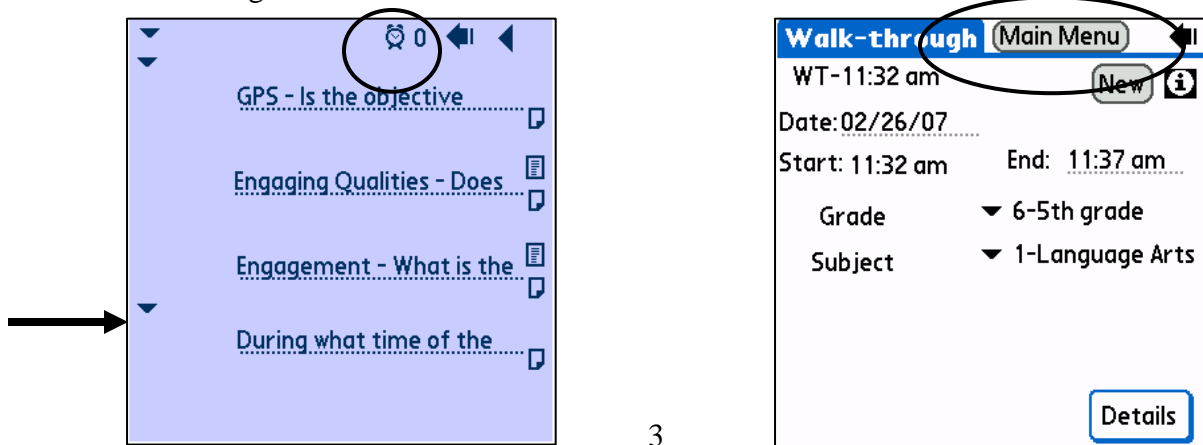 0
GPS - Is the objective
Engaging Qualities - Does
Engagement - What is the
During what time of the
3
Walk-through Main Menu
WT-11:32 am New
Date: 02/26/07
Start: 11:32 am End: 11:37 am
Grade 6-5th grade
Subject 1-Language Arts
Details